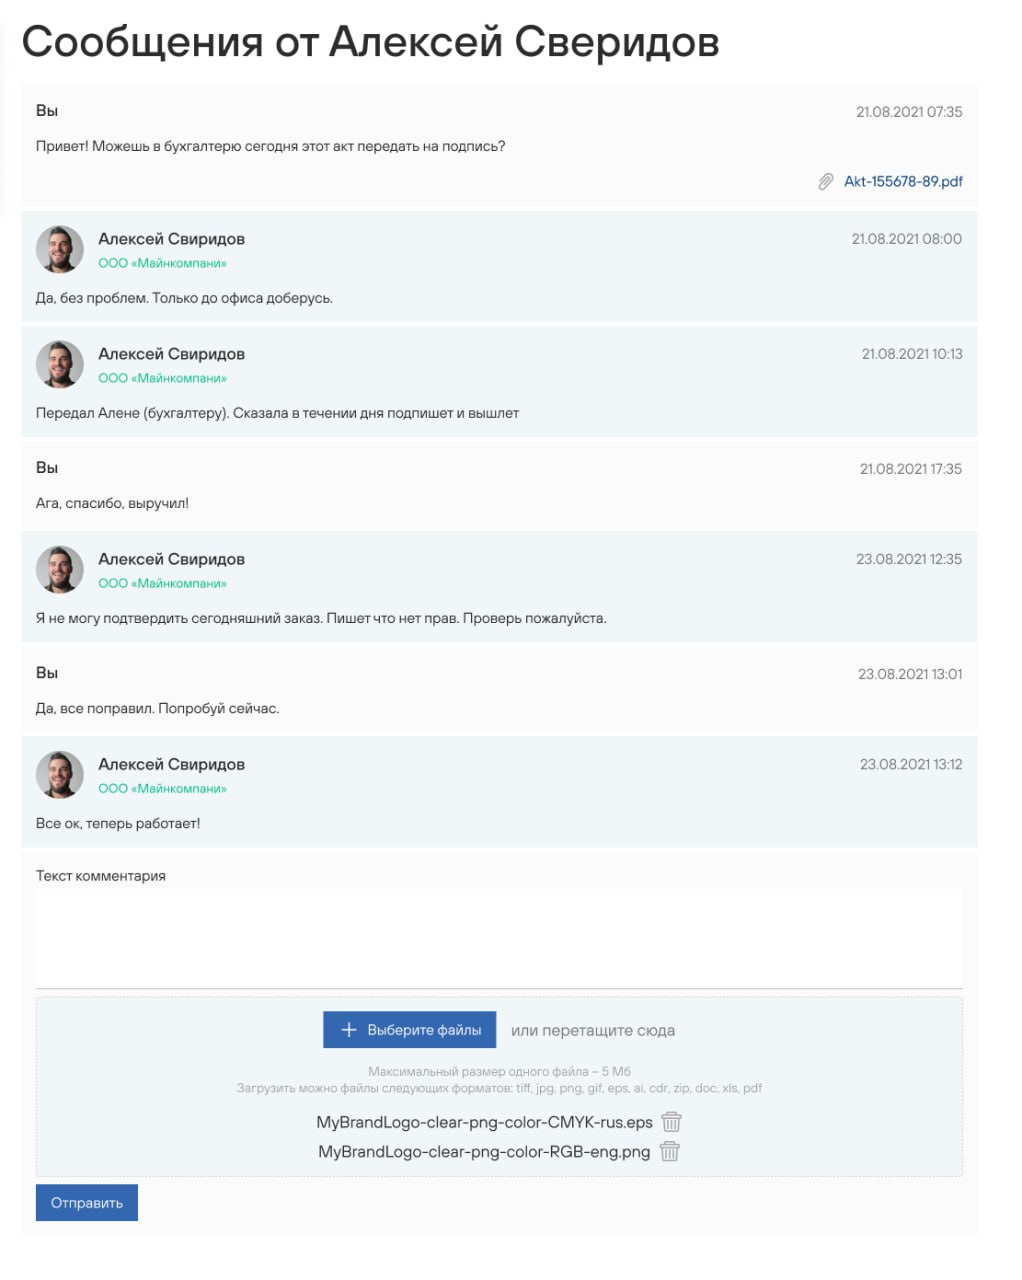 Сообщения от Алексей Сверидов
Вы
21.08.2021 07:35
Привет! Можешь в бухгалтерю сегодня этот акт передать на подпись?
Akt-155678-89.pdf
Алексей Свиридов
21.08.2021 08:00
ООО «Майнкомпани»
Да, без проблем. Только до офиса доберусь.
Алексей Свиридов
21.08.2021 10:13
ООО «Майнкомпани»
Передал Алене (бухгалтеру). Сказала в течении дня подпишет и вышлет
Вы
21.08.2021 17:35
Ага, спасибо, выручил!
Алексей Свиридов
23.08.2021 12:35
ООО «Майнкомпани»
Я не могу подтвердить сегодняшний заказ. Пишет что нет прав. Проверь пожалуйста.
Вы
23.08.2021 13:01
Да, все поправил. Попробуй сейчас.
Алексей Свиридов
23.08.2021 13:12
ООО «Майнкомпани»
Все ок, теперь работает!
Текст комментария
Выберите файлы или перетащите сюда
Максимальный размер одного файла – 5 Мб
Загрузить можно файлы следующих форматов: tiff, jpg, png, gif, eps, ai, cdr, zip, doc, xls, pdf
MyBrandLogo-clear-png-color-CMYK-rus.eps
MyBrandLogo-clear-png-color-RGB-eng.png
Отправить